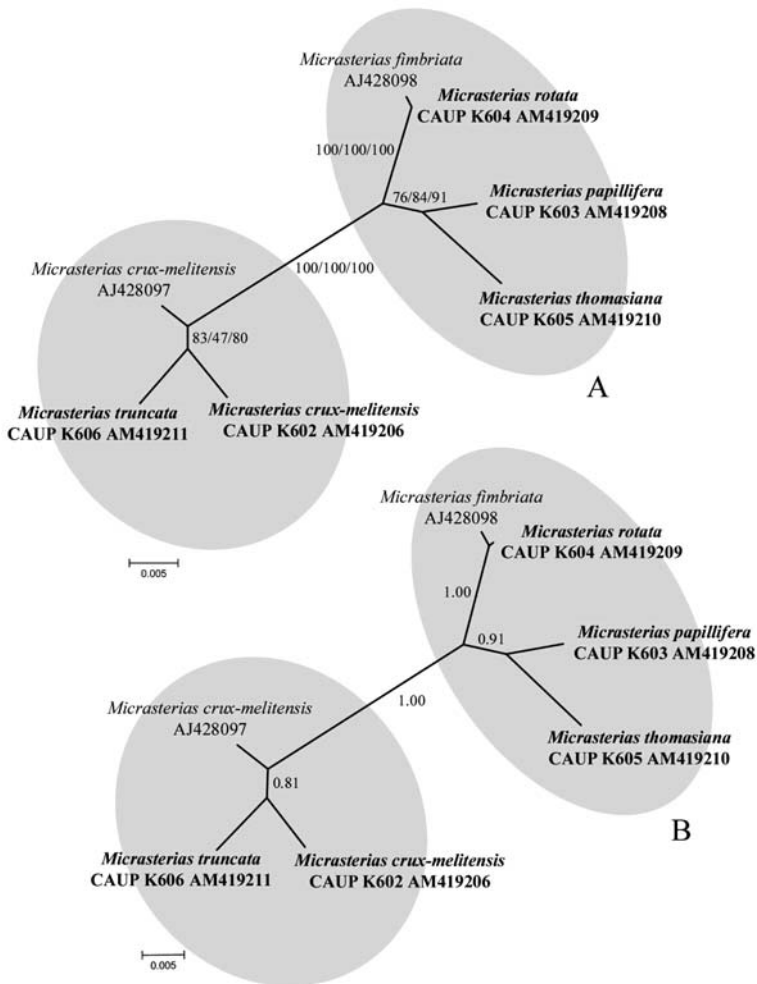 Micrasterias fimbriata
AJ428098
Micrasterias rotata
CAUP K604 AM419209
100/100/100
76/84/91
Micrasterias papillifera
CAUP K603 AM419208
Micrasterias crux-melitensis
AJ428097
100/100/100
Micrasterias thomasiana
CAUP K605 AM419210
83/47/80
A
Micrasterias truncata
CAUP K606 AM419211
Micrasterias crux-melitensis
CAUP K602 AM419206
0.005
Micrasterias fimbriata
AJ428098
Micrasterias rotata
CAUP K604 AM419209
1.00
0.91
Micrasterias papillifera
CAUP K603 AM419208
Micrasterias crux-melitensis
AJ428097
1.00
Micrasterias thomasiana
CAUP K605 AM419210
0.81
B
Micrasterias truncata
CAUP K606 AM419211
Micrasterias crux-melitensis
CAUP K602 AM419206
0.005